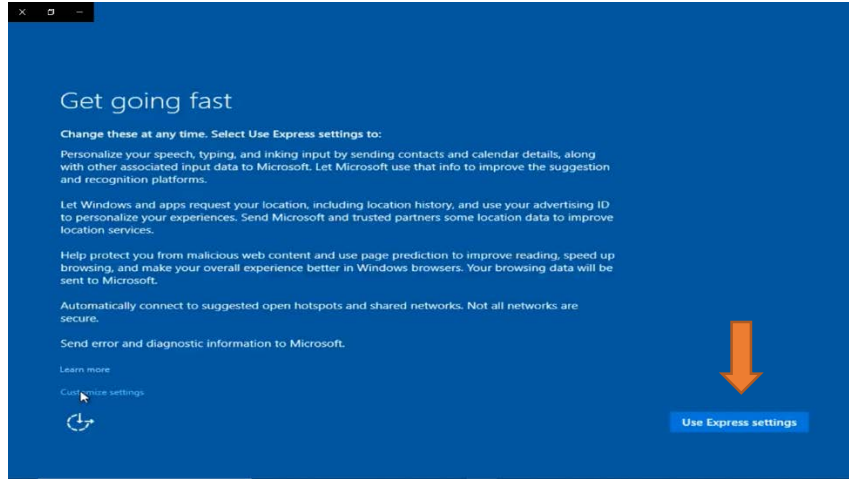 Get going fast
Change these at any time. Select Use Express settings to:
Personalize your speech, typing, and inking input by sending contacts and calendar details, along
with other associated input data to Microsoft. Let Microsoft use that info to improve the suggestion
and recognition platforms.
Let Windows and apps request your location, including location history, and use your advertising ID
to personalize your experiences. Send Microsoft and trusted partners some location data to improve
location services.
Help protect you from malicious web content and use page prediction to improve reading, speed up
browsing, and make your overall experience better in Windows browsers. Your browsing data will be
sent to Microsoft.
Automatically connect to suggested open hotspots and shared networks. Not all networks are
secure.
Send error and diagnostic information to Microsoft.
Learn more
Customize settings
Use Express settings